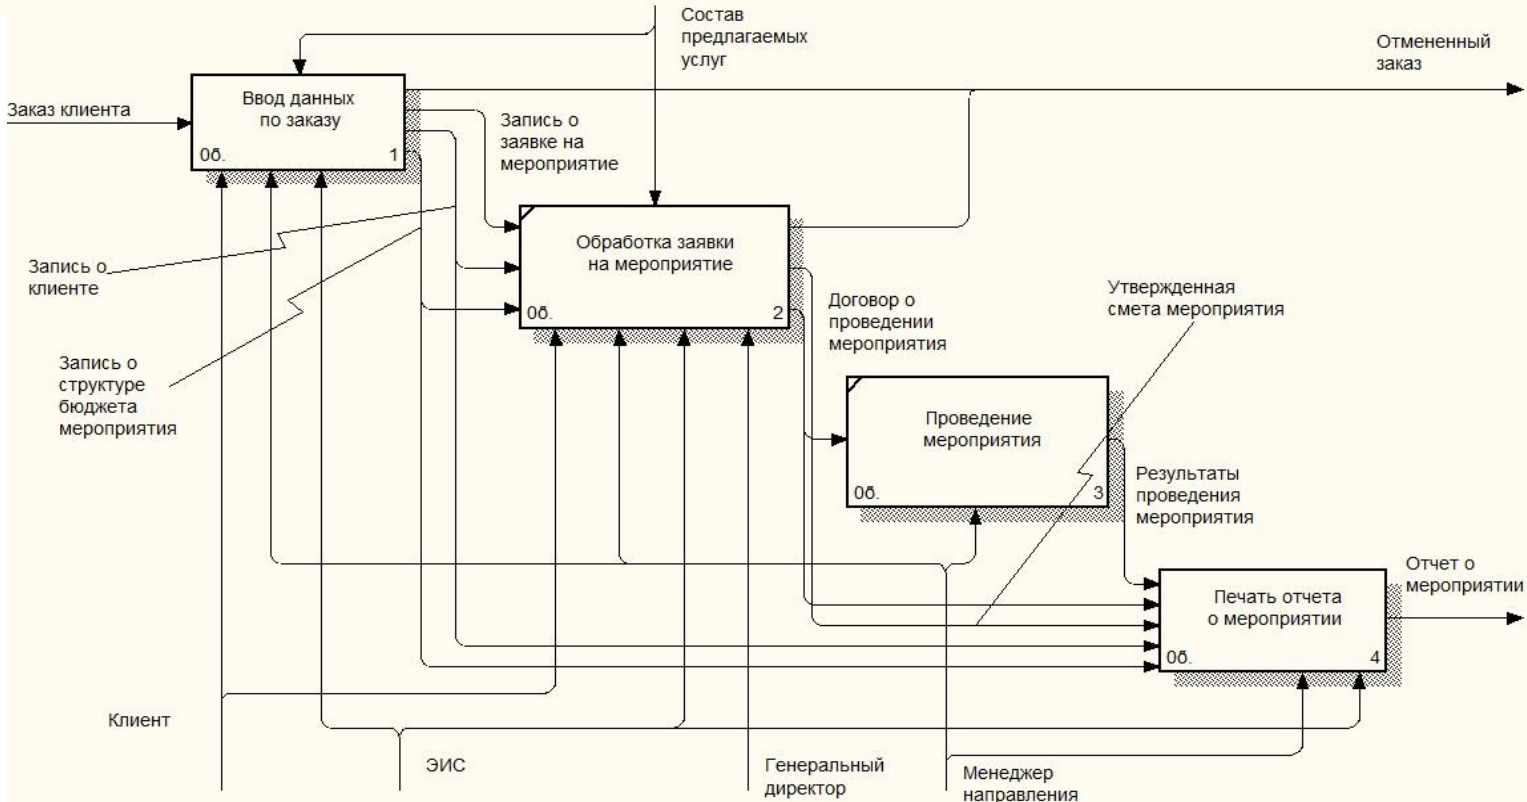 Состав
предлагаемых
услуг
Отмененный
заказ
Заказ клиента
Ввод данных
по заказу
0б.
1
Запись о
заявке на
мероприятие
Обработка заявки
на мероприятие
0б.
2
Запись о
клиенте
Договор о
проведении
мероприятия
Утвержденная
смета мероприятия
Запись о
структуре
бюджета
мероприятия
Проведение
мероприятия
0б.
3
Результаты
проведения
мероприятия
Печать отчета
о мероприятии
0б.
4
Отчет о
мероприятии
Клиент
ЭИС
Генеральный
директор
Менеджер
направления